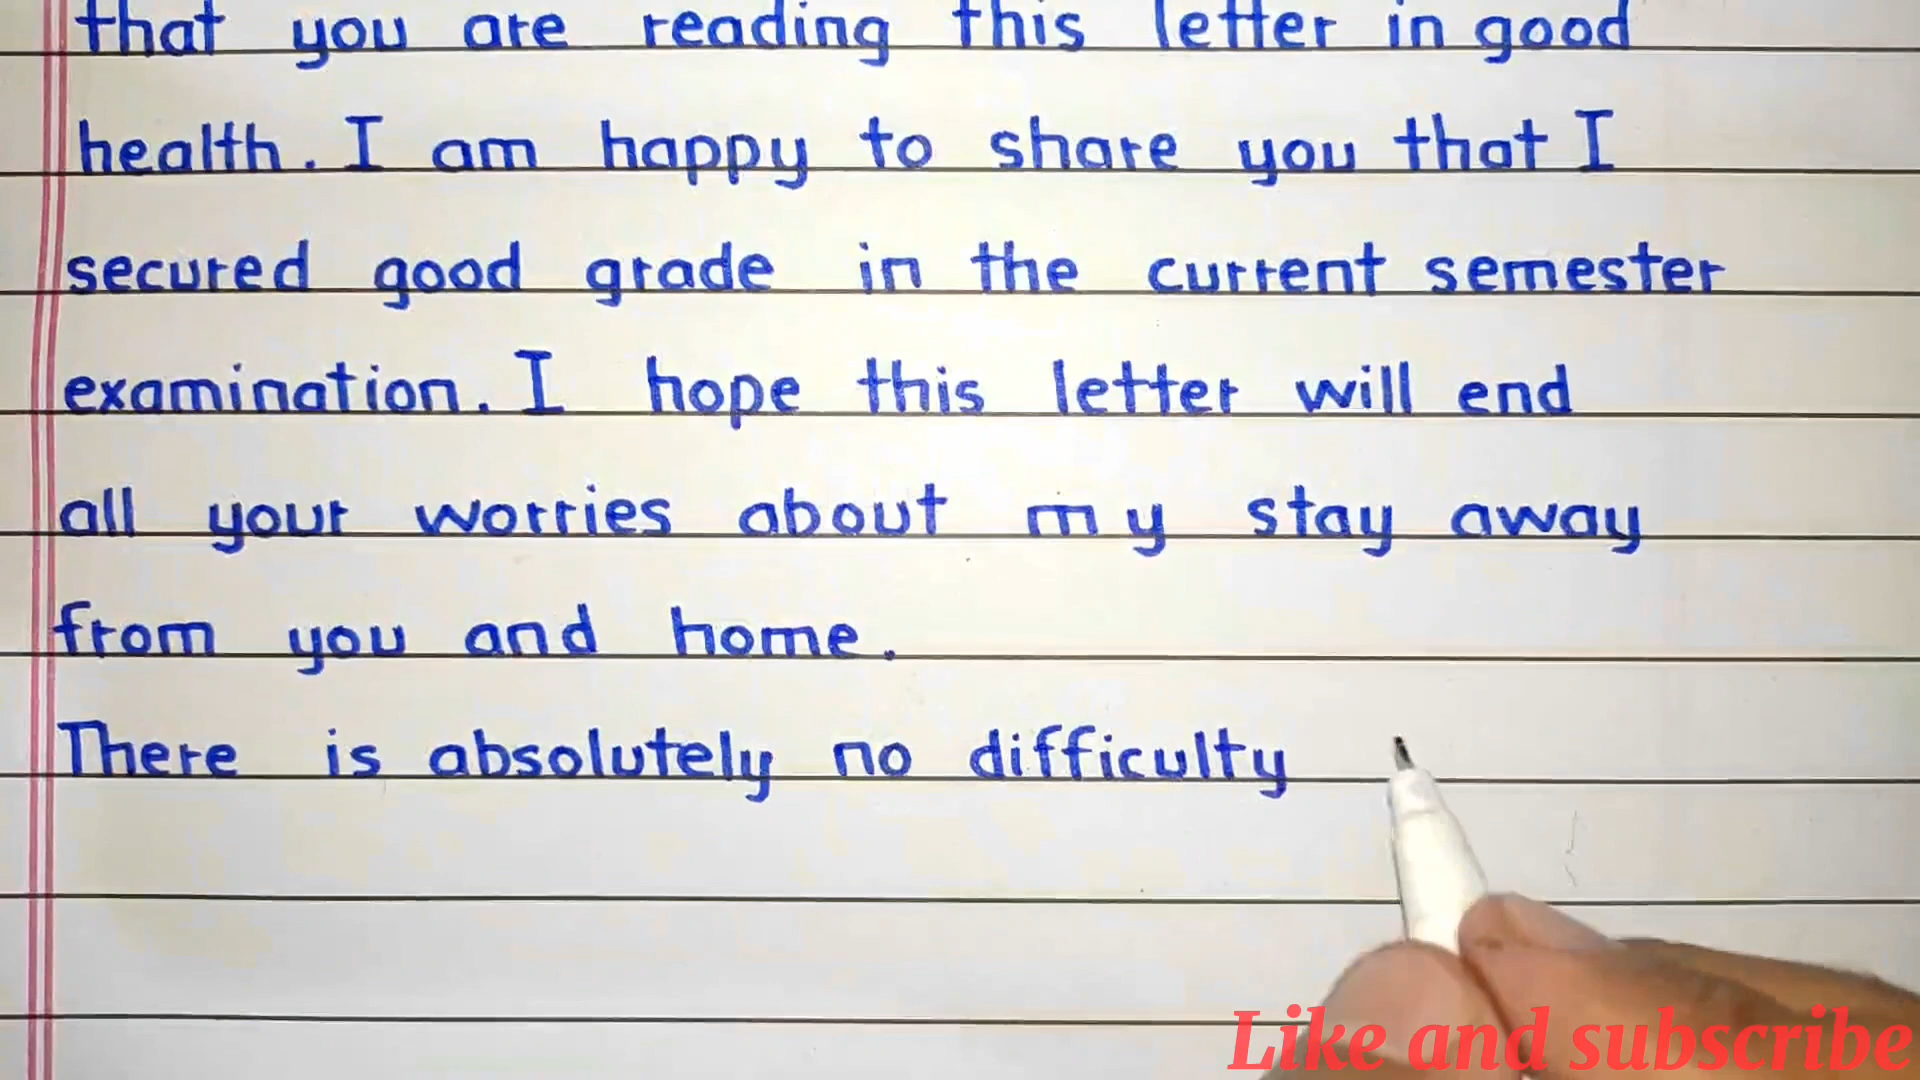 that you are reading this letter in good
health. I am happy to share you that I
secured good grade in the current semester
examination. I hope this letter will end
all your worries about my stay away
from you and home.
There is absolutely no difficulty
Like and subscribe